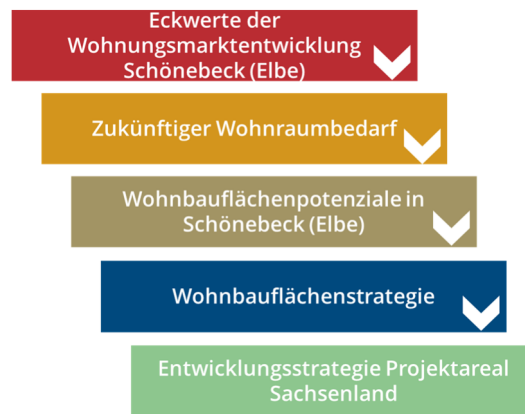 Eckwerte der
Wohnungsmarktentwicklung
Schönebeck (Elbe)
Zukünftiger Wohnraumbedarf
Wohnbauflächenpotenziale in
Schönebeck (Elbe)
Wohnbauflächenstrategie
Entwicklungsstrategie Projektareal
Sachsenland